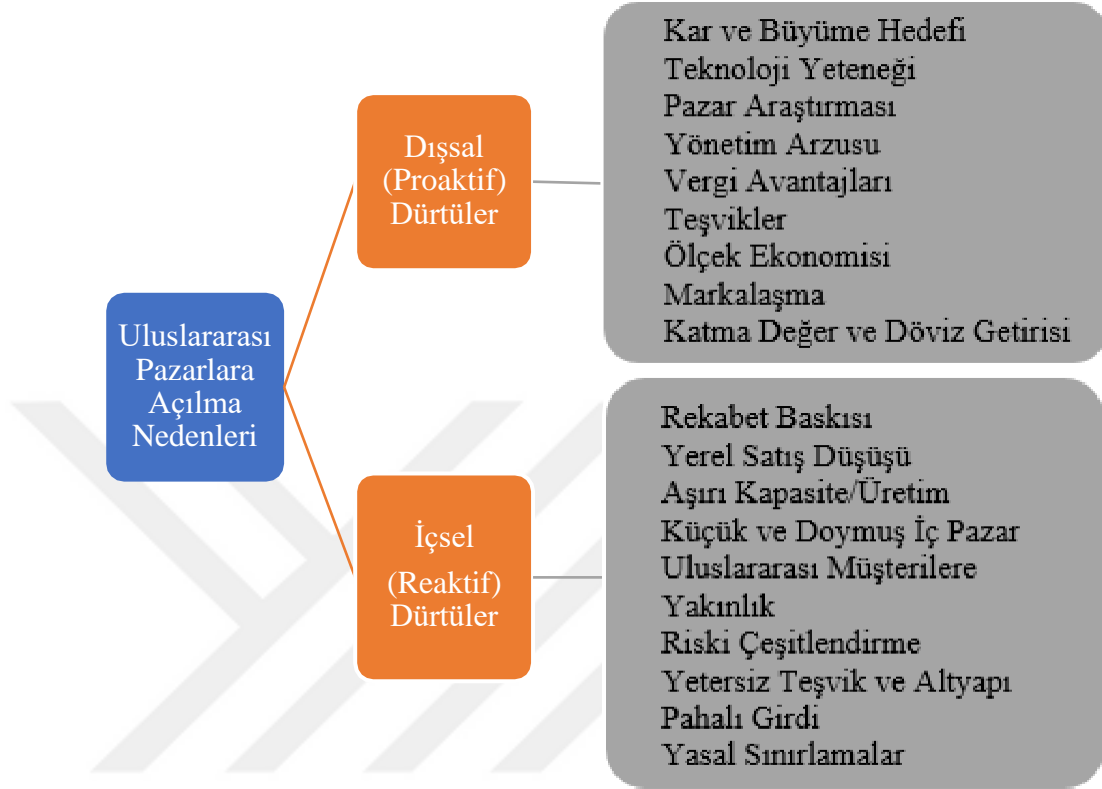 Uluslararası
Pazarlara
Açılma
Nedenleri
Dışsal
(Proaktif)
Dürtüler
Kar ve Büyüme Hedefi
Teknoloji Yeteneği
Pazar Araştırması
Yönetim Arzusu
Vergi Avantajları
Teşvikler
Ölçek Ekonomisi
Markalaşma
Katma Değer ve Döviz Getirisi
İçsel
(Reaktif)
Dürtüler
Rekabet Baskısı
Yerel Satış Düşüşü
Aşırı Kapasite/Üretim
Küçük ve Doymuş İç Pazar
Uluslararası Müşterilere
Yakınlık
Riski Çeşitlendirme
Yetersiz Teşvik ve Altyapı
Pahalı Girdi
Yasal Sınırlamalar